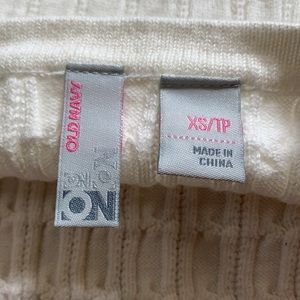 OLD NAVY
ON
XS/TP
MADE IN
CHINA